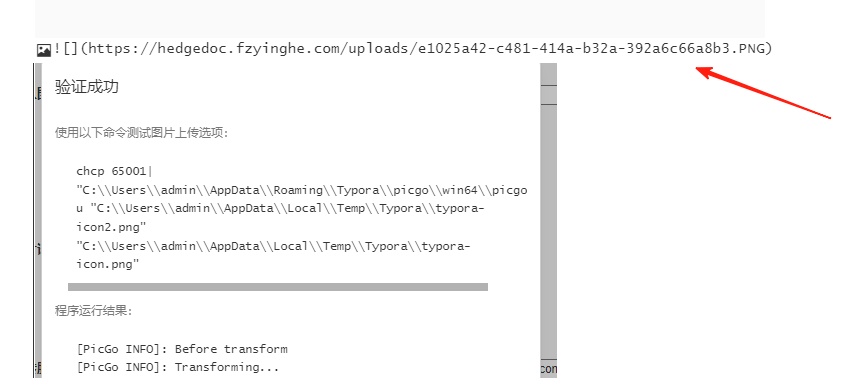 ![](https://hedgedoc.fzyinghe.com/uploads/e1025a42-c481-414a-b32a-392a6c66a8b3.PNG)
验证成功
使用以下命令测试图片上传选项:
chcp 65001|
"C:\\Users\\admin\\AppData\\Roaming\\Typora\\picgo\\win64\\picgo
u "C:\\Users\\admin\\AppData\\Local\\Temp\\Typora\\typora-
icon2.png"
"C:\\Users\\admin\\AppData\\Local\\Temp\\Typora\\typora-
icon.png"
程序运行结果:
[PicGo INFO]: Before transform
[PicGo INFO]: Transforming...
con